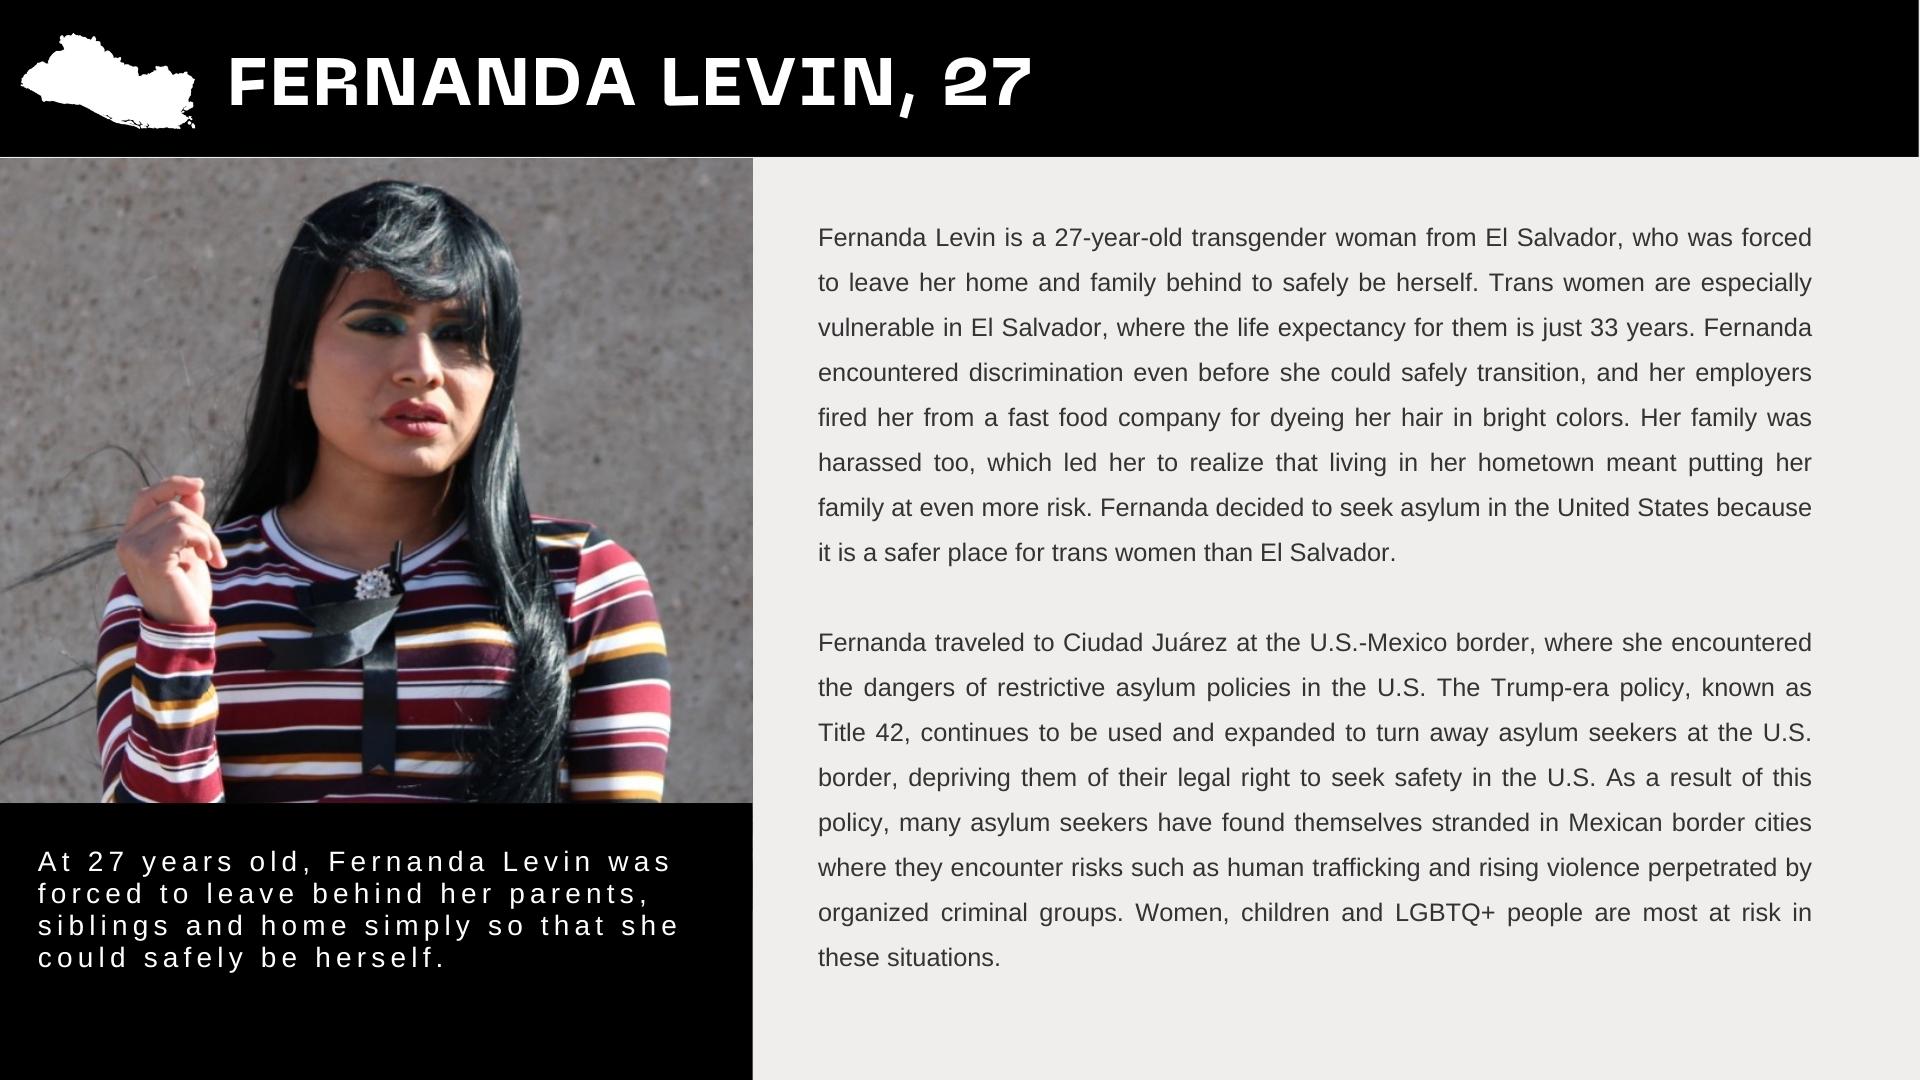 FERNANDA LEVIN, 27
At 27 years old, Fernanda Levin was
forced to leave behind her parents,
siblings and home simply so that she
could safely be herself.
Fernanda Levin is a 27-year-old transgender woman from El Salvador, who was forced
to leave her home and family behind to safely be herself. Trans women are especially
vulnerable in El Salvador, where the life expectancy for them is just 33 years. Fernanda
encountered discrimination even before she could safely transition, and her employers
fired her from a fast food company for dyeing her hair in bright colors. Her family was
harassed too, which led her to realize that living in her hometown meant putting her
family at even more risk. Fernanda decided to seek asylum in the United States because
it is a safer place for trans women than El Salvador.
Fernanda traveled to Ciudad Juárez at the U.S.-Mexico border, where she encountered
the dangers of restrictive asylum policies in the U.S. The Trump-era policy, known as
Title 42, continues to be used and expanded to turn away asylum seekers at the U.S.
border, depriving them of their legal right to seek safety in the U.S. As a result of this
policy, many asylum seekers have found themselves stranded in Mexican border cities
where they encounter risks such as human trafficking and rising violence perpetrated by
organized criminal groups. Women, children and LGBTQ+ people are most at risk in
these situations.